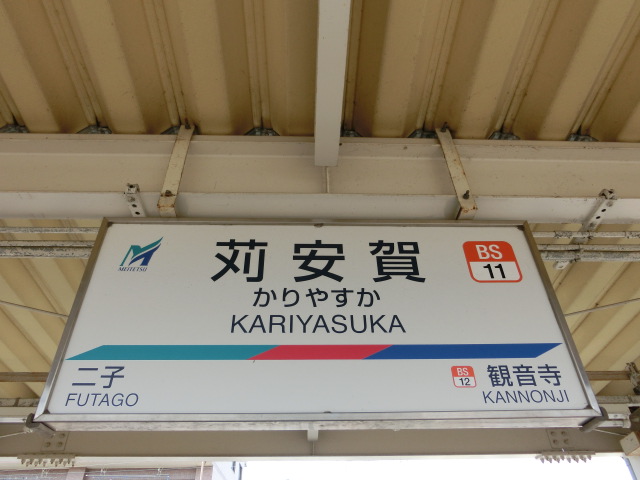 MEITETSU
苅安賀
BS
11
かりやすか
KARIYASUKA
二子
FUTAGO
BS
12
観音寺
KANNONJI